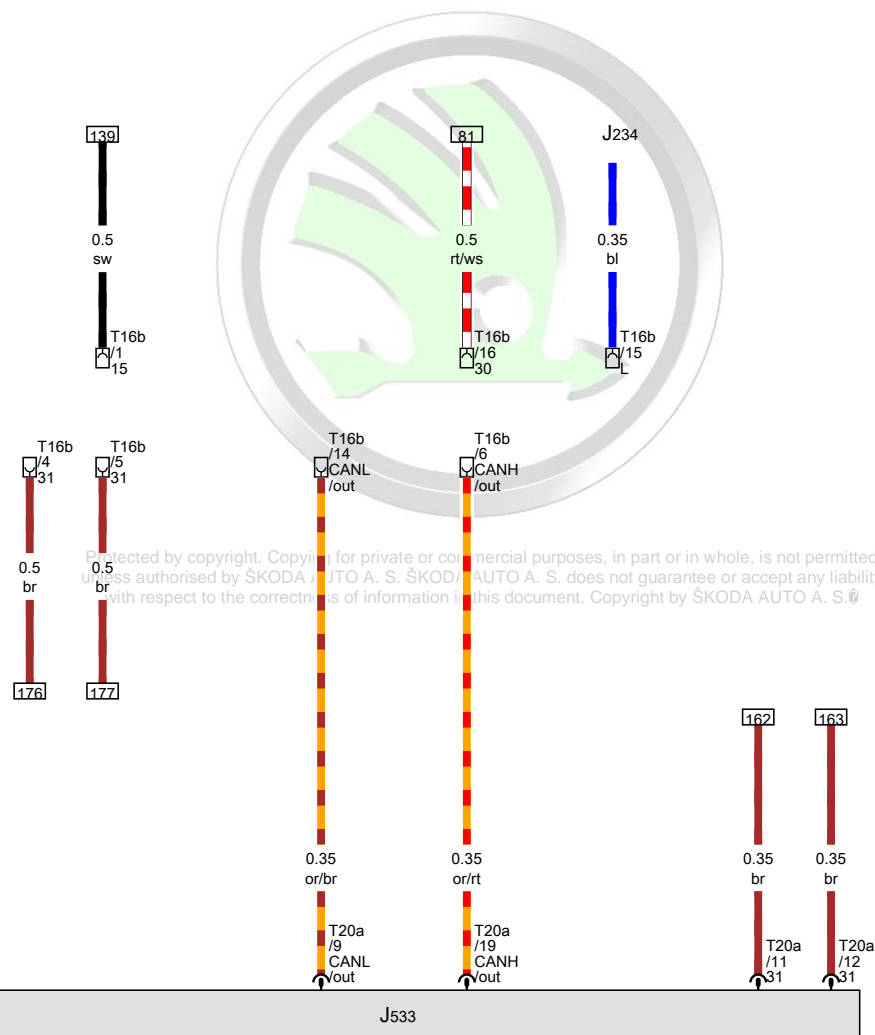 139
81
J234
0.5
sw
0.5
rt/ws
0.35
bl
T16b
/1
15
T16b
/16
30
T16b
/15
L
T16b
/4
31
T16b
/5
31
T16b
/14
CANL
/out
T16b
/6
CANH
/out
Protected by copyright. Copying for private or commercial purposes, in part or in whole, is not permitted
unless authorised by ŠKODA AUTO A. S. ŠKODA AUTO A. S. does not guarantee or accept any liabilit
with respect to the correctness of information in this document. Copyright by ŠKODA AUTO A. S.�
0.5
br
0.5
br
176
177
162
163
0.35
or/br
0.35
or/rt
0.35
br
0.35
br
T20a
/9
CANL
/out
T20a
/19
CANH
/out
T20a
/11
31
T20a
/12
31
J533